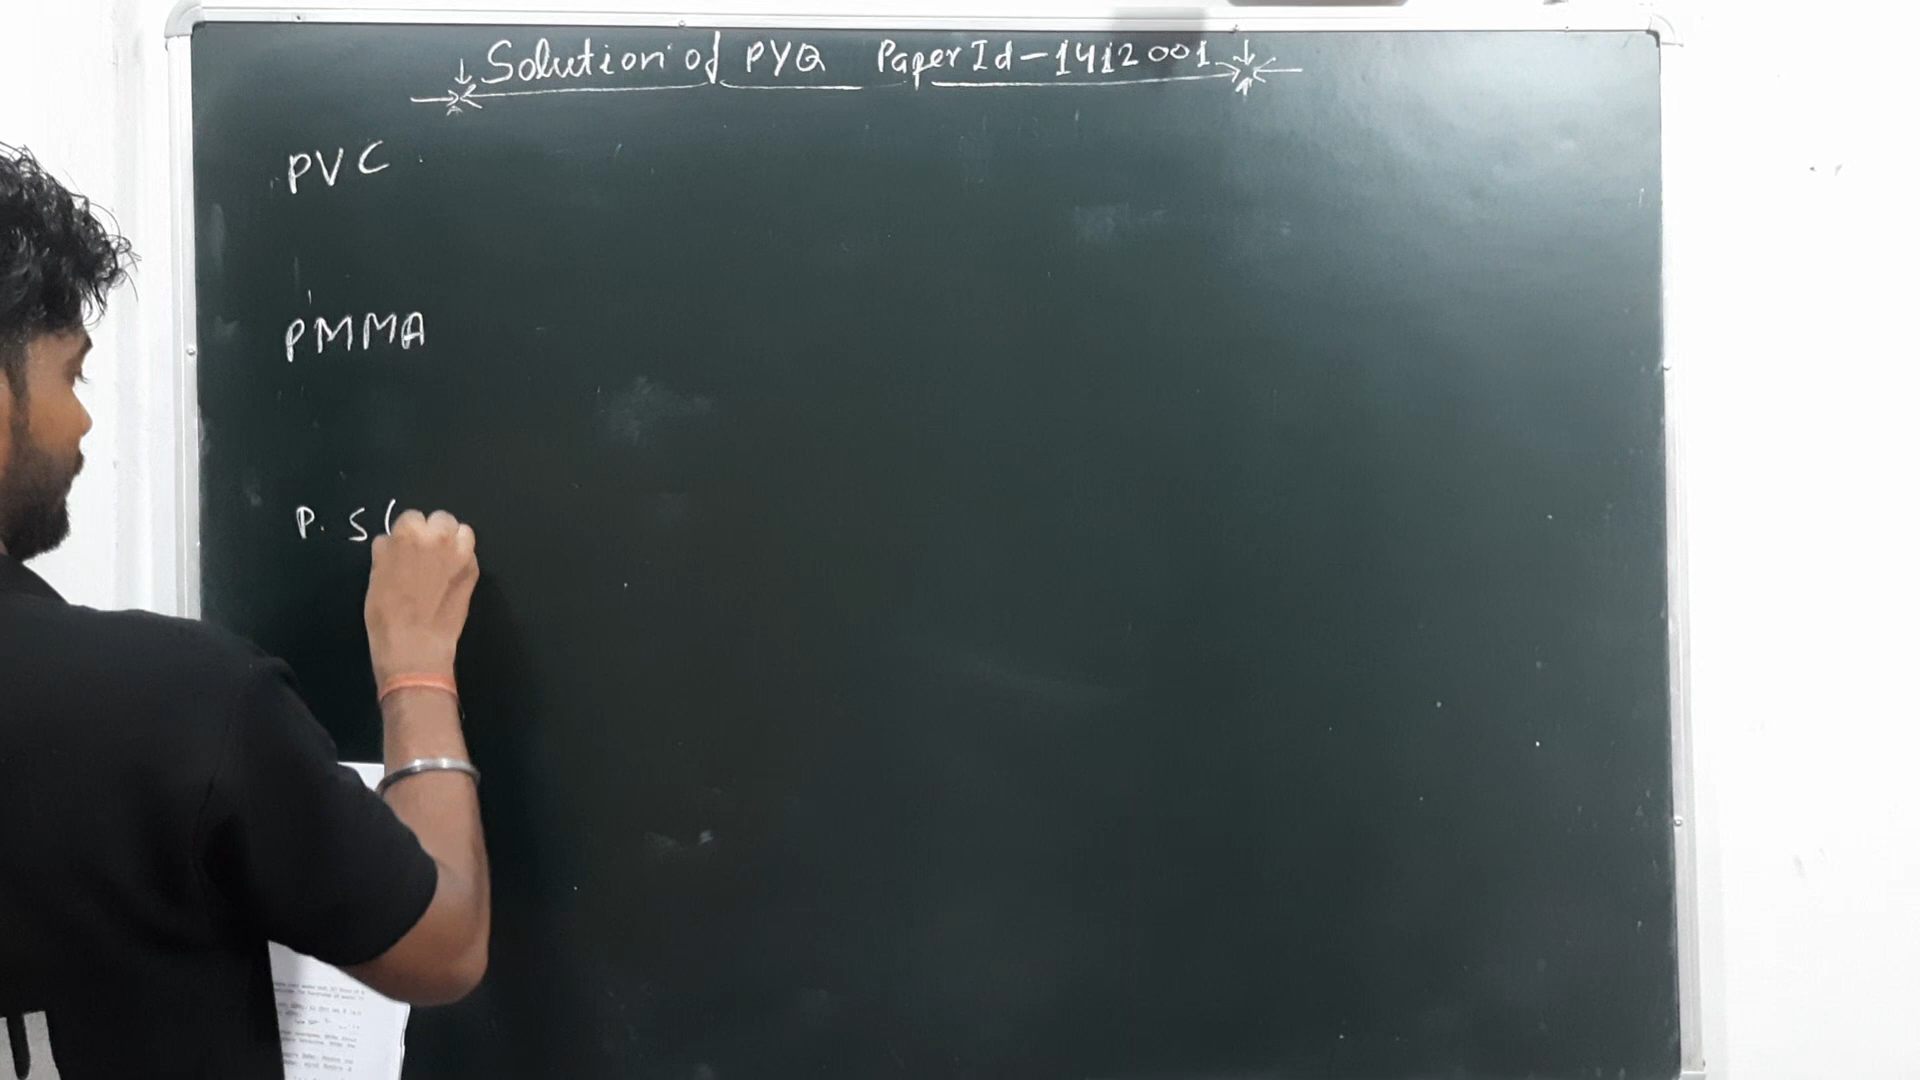 Solution of PYQ Paper Id-1412001
PVC
PMMA
P. S (